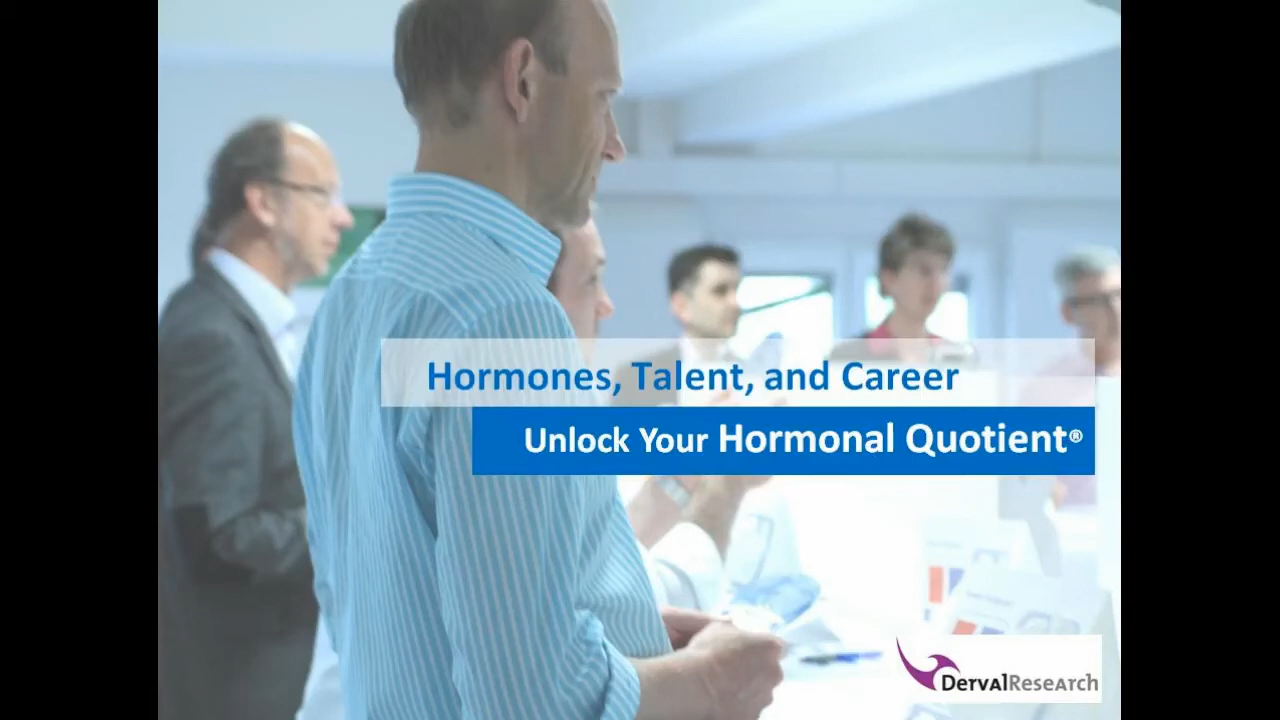 Hormones, Talent, and Career
Unlock Your Hormonal Quotient®
DervalResearch